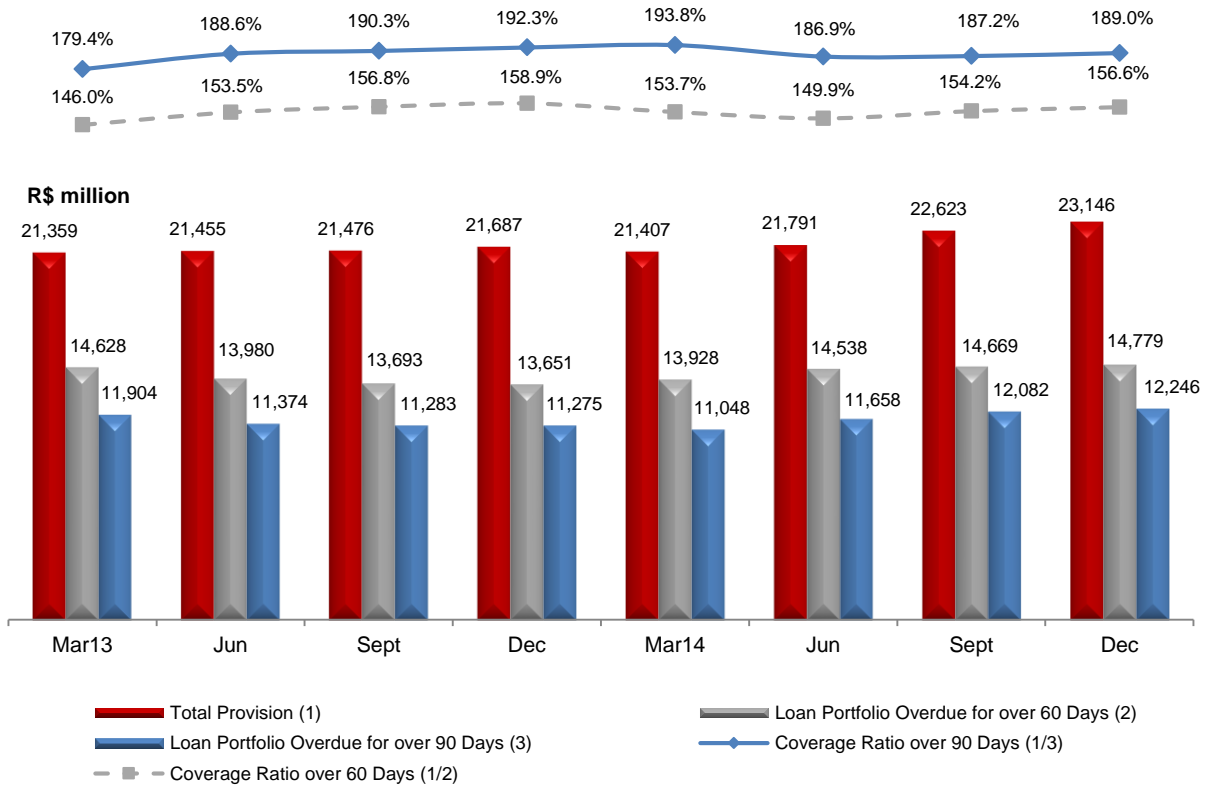 179.4% 188.6% 190.3% 192.3% 193.8% 186.9% 187.2% 189.0%
146.0% 153.5% 156.8% 158.9% 153.7% 149.9% 154.2% 156.6%
R$ million
21,359 21,455 21,476 21,687 21,407 21,791 22,623 23,146
14,628 13,980 13,693 13,651 13,928 14,538 14,669 14,779
11,904 11,374 11,283 11,275 11,048 11,658 12,082 12,246
Mar13 Jun Sept Dec Mar14 Jun Sept Dec
Total Provision (1)
Loan Portfolio Overdue for over 60 Days (2)
Loan Portfolio Overdue for over 90 Days (3)
Coverage Ratio over 90 Days (1/3)
Coverage Ratio over 60 Days (1/2)